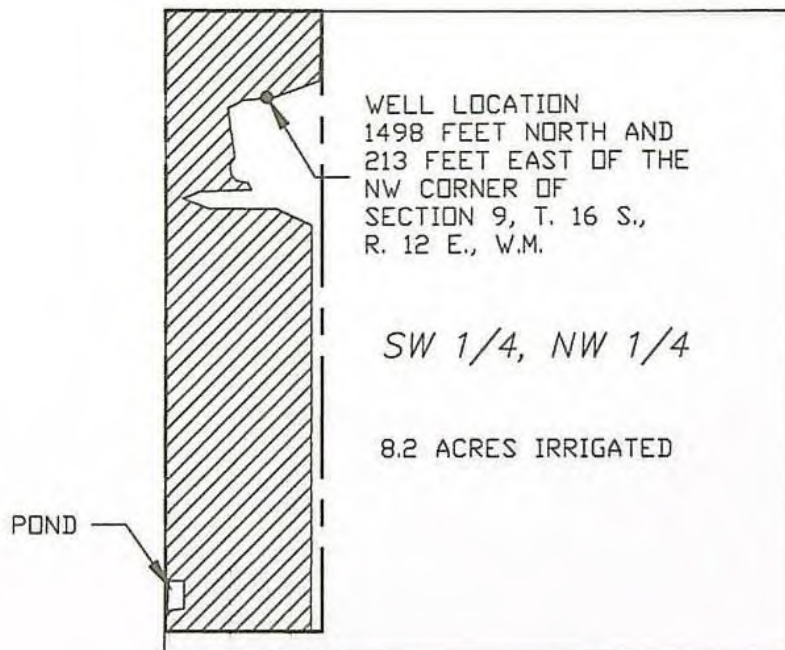 WELL LOCATION
1498 FEET NORTH AND
213 FEET EAST OF THE
NW CORNER OF
SECTION 9, T. 16 S.,
R. 12 E., W.M.
SW 1/4, NW 1/4
8.2 ACRES IRRIGATED
POND